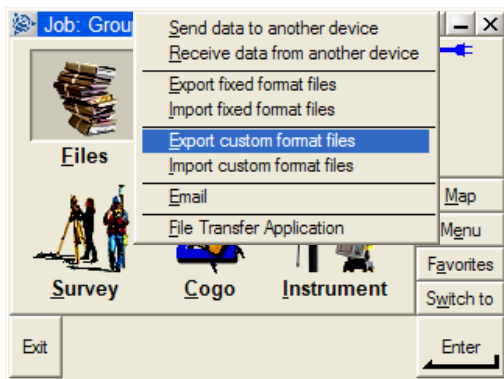 Job: Grou
Send data to another device
Receive data from another device
Export fixed format files
Import fixed format files
Export custom format files
Import custom format files
Email
File Transfer Application
Files
Survey
Cogo
Instrument
Map
Menu
Favorites
Switch to
Exit
Enter